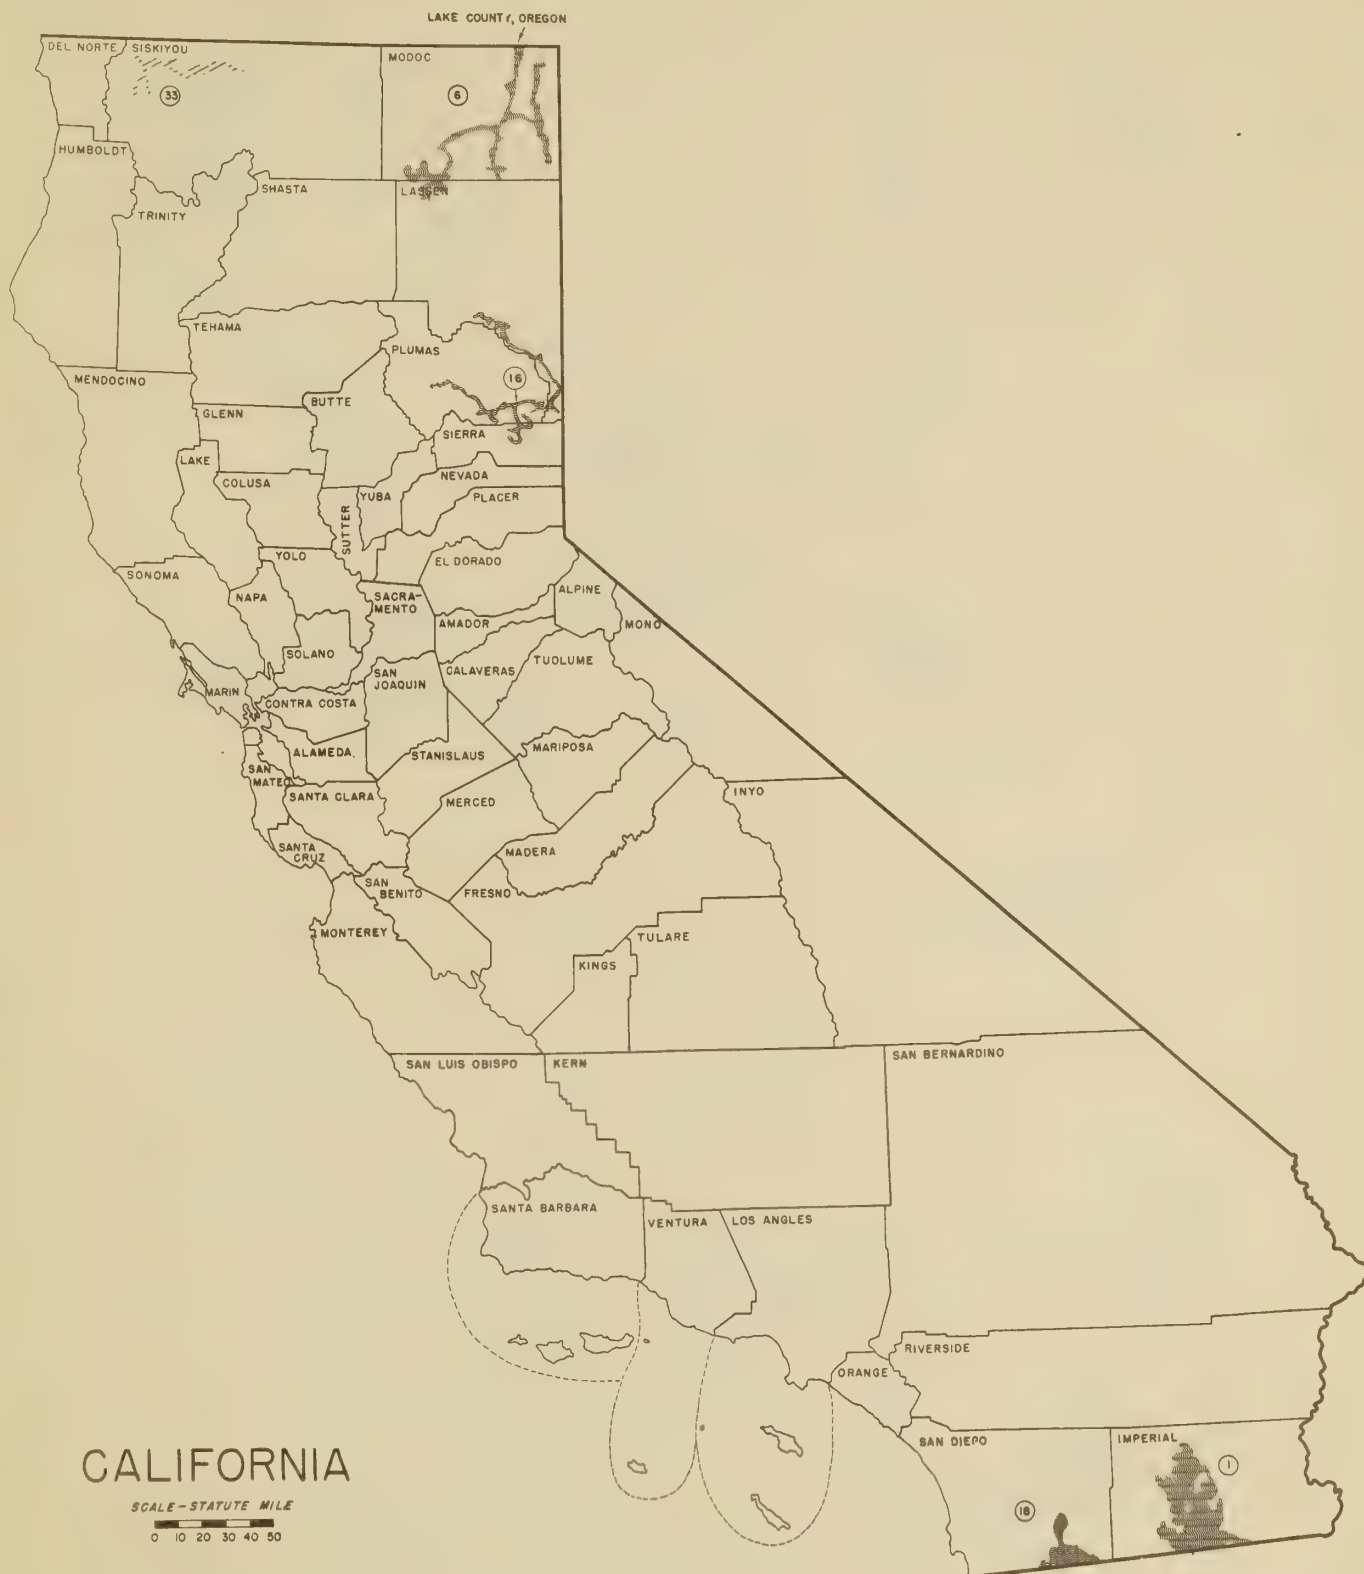 LAKE COUNTY, OREGON
DEL NORTE
SISKIYOU
MODOC
33
6
HUMBOLDT
SHASTA
LASSEN
TRINITY
TEHAMA
PLUMAS
MENDOCINO
16
BUTTE
GLENN
SIERRA
LAKE
NEVADA
COLUSA
YUBA
PLACER
SUTTER
YOLO
EL DORADO
SONOMA
ALPINE
NAPA
SACRA-
MENTO
AMADOR
MONO
SOLANO
TUOLUME
CALAVERAS
SAN
JOAQUIN
MARIN
CONTRA COSTA
ALAMEDA
STANISLAUS
MARIPOSA
SAN
MATEO
INYO
SANTA CLARA
MERCED
SANTA
CRUZ
MADERA
SAN
BENITO
FRESNO
MONTEREY
TULARE
KINGS
SAN LUIS OBISPO
KERN
SAN BERNARDINO
SANTA BARBARA
VENTURA
LOS ANGLES
RIVERSIDE
ORANGE
SAN DIEGO
IMPERIAL
1
18
CALIFORNIA
SCALE-STATUTE MILE
0 10 20 30 40 50